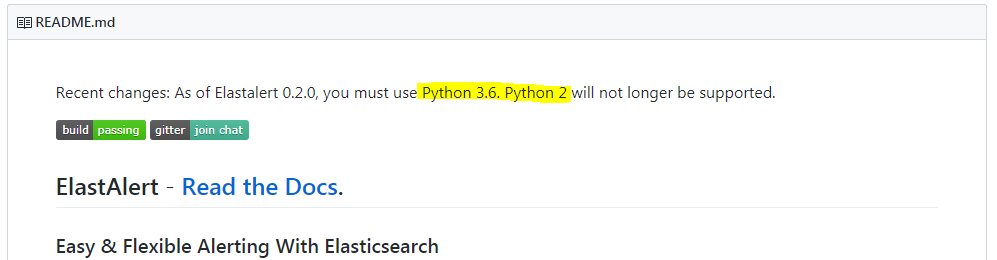 README.md
Recent changes: As of Elastalert 0.2.0, you must use Python 3.6. Python 2 will not longer be supported.
build passing gitter join chat
ElastAlert - Read the Docs.
Easy & Flexible Alerting With Elasticsearch